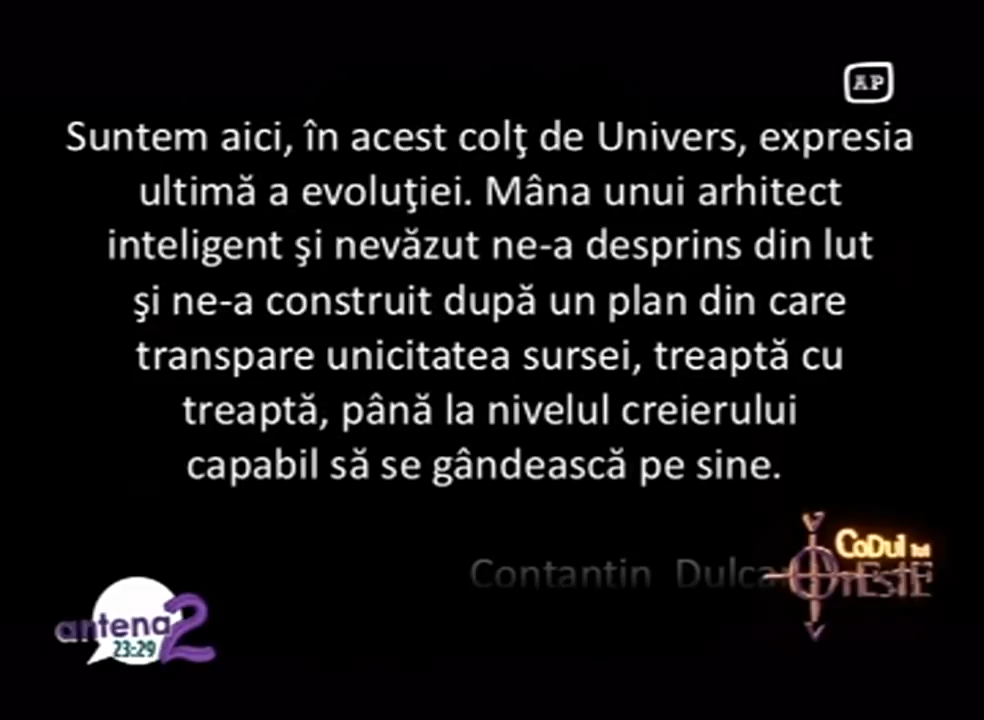 AP
Suntem aici, în acest colţ de Univers, expresia
ultimă a evoluţiei. Mâna unui arhitect
inteligent şi nevăzut ne-a desprins din lut
şi ne-a construit după un plan din care
transpare unicitatea sursei, treaptă cu
treaptă, până la nivelul creierului
capabil să se gândească pe sine.
Contantin
CoDul lui
OrESTE
antena 2
23:29